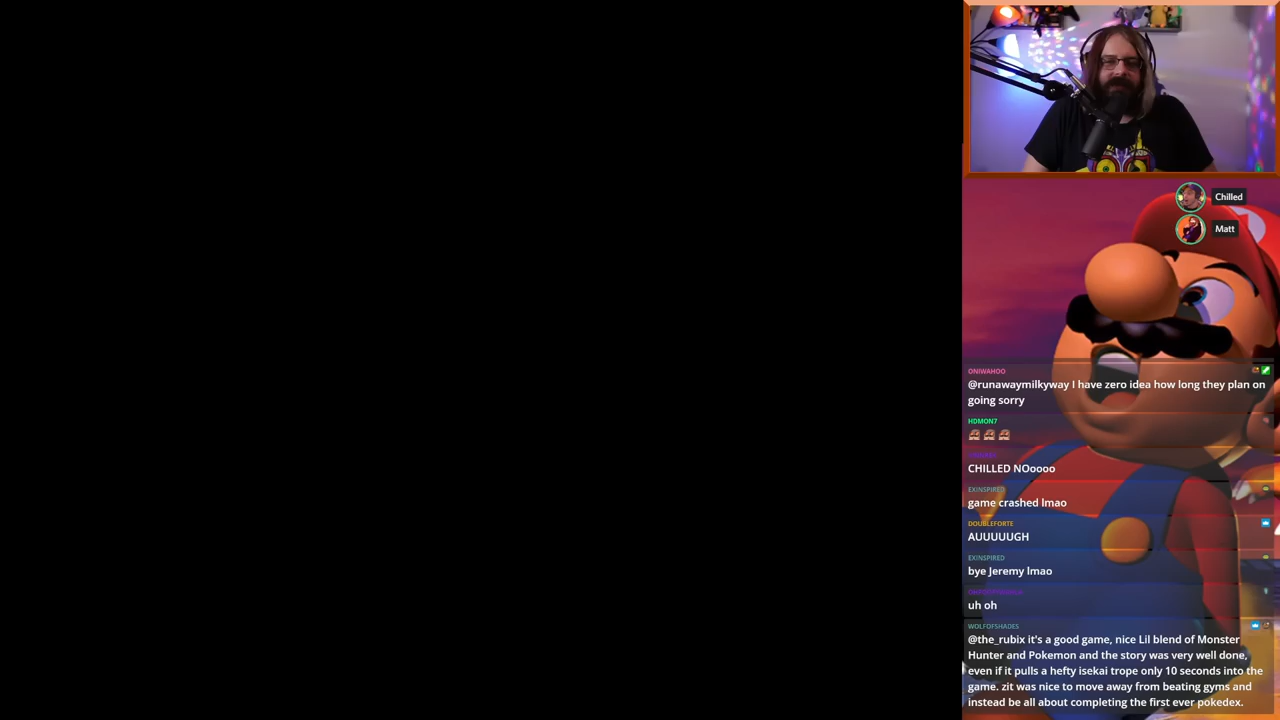 Chilled
Matt
ONIWAHOO
@runawaymilkyway I have zero idea how long they plan on
going sorry
HDMON7
CHILLED NOoooo
EXINSPIRED
game crashed lmao
DOUBLEFORTE
AUUUUUGH
EXINSPIRED
bye Jeremy lmao
uh oh
WOLFOFSHADES
@the_rubix it's a good game, nice Lil blend of Monster
Hunter and Pokemon and the story was very well done,
even if it pulls a hefty isekai trope only 10 seconds into the
game. zit was nice to move away from beating gyms and
instead be all about completing the first ever pokedex.